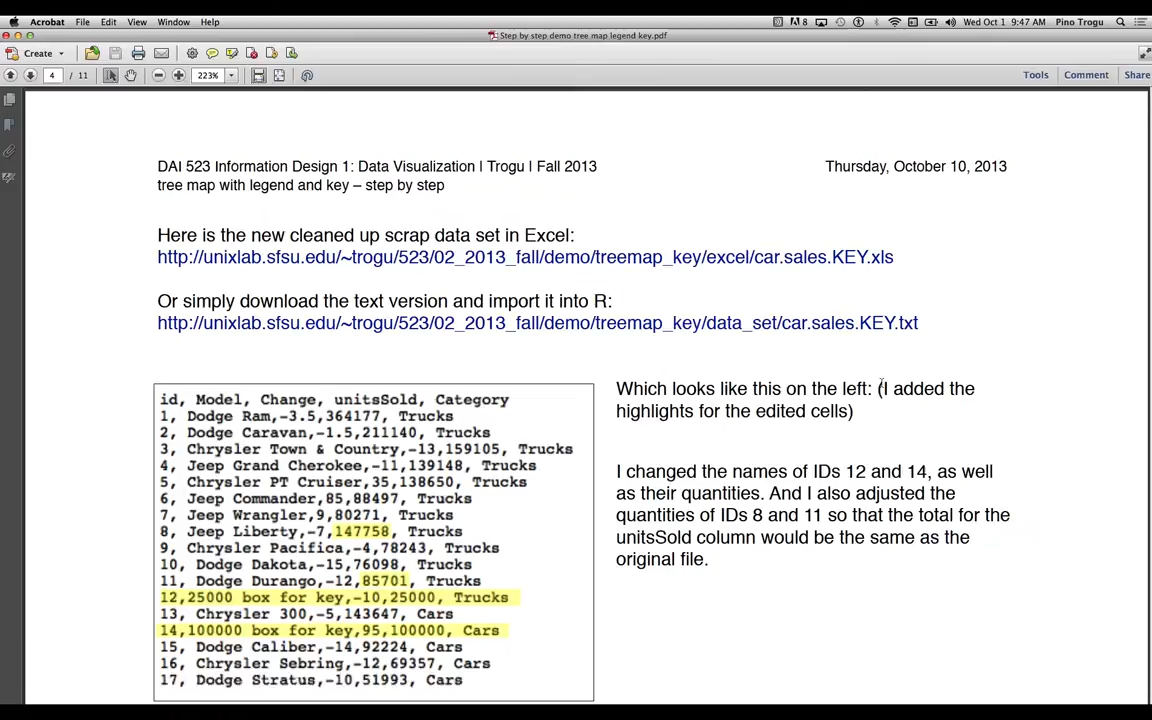 Acrobat File Edit View Window Help
8 Wed Oct 1 9:47 AM Pino Trogu
Step by step demo tree map legend key.pdf
Create
4 / 11 223% Tools Comment Share
DAI 523 Information Design 1: Data Visualization | Trogu | Fall 2013
Thursday, October 10, 2013
tree map with legend and key – step by step
Here is the new cleaned up scrap data set in Excel:
http://unixlab.sfsu.edu/~trogu/523/02_2013_fall/demo/treemap_key/excel/car.sales.KEY.xls
Or simply download the text version and import it into R:
http://unixlab.sfsu.edu/~trogu/523/02_2013_fall/demo/treemap_key/data_set/car.sales.KEY.txt
id, Model, Change, unitsSold, Category
1, Dodge Ram,-3.5,364177, Trucks
2, Dodge Caravan,-1.5,211140, Trucks
3, Chrysler Town & Country,-13,159105, Trucks
4, Jeep Grand Cherokee,-11,139148, Trucks
5, Chrysler PT Cruiser,35,138650, Trucks
6, Jeep Commander,85,88497, Trucks
7, Jeep Wrangler,9,80271, Trucks
8, Jeep Liberty,-7,147758, Trucks
9, Chrysler Pacifica,-4,78243, Trucks
10, Dodge Dakota,-15,76098, Trucks
11, Dodge Durango,-12,85701, Trucks
12,25000 box for key,-10,25000, Trucks
13, Chrysler 300,-5,143647, Cars
14,100000 box for key,95,100000, Cars
15, Dodge Caliber,-14,92224, Cars
16, Chrysler Sebring,-12,69357, Cars
17, Dodge Stratus,-10,51993, Cars
Which looks like this on the left: (I added the
highlights for the edited cells)
I changed the names of IDs 12 and 14, as well
as their quantities. And I also adjusted the
quantities of IDs 8 and 11 so that the total for the
unitsSold column would be the same as the
original file.